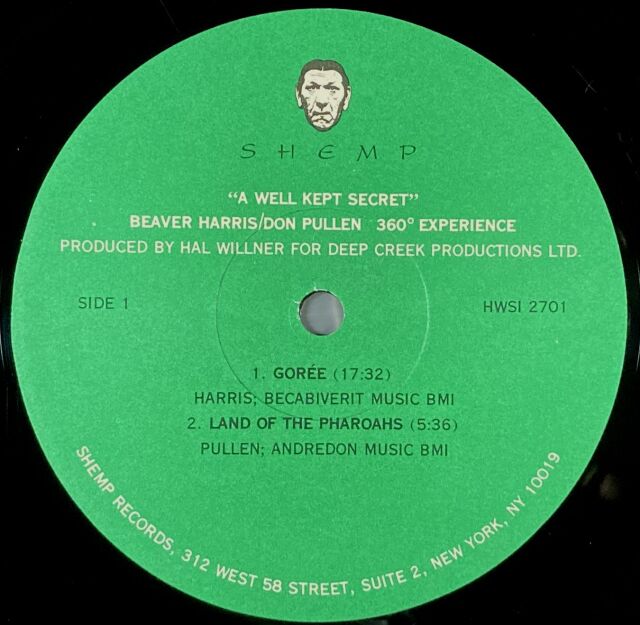 SHEMP
“A WELL KEPT SECRET”
BEAVER HARRIS/DON PULLEN 360° EXPERIENCE
PRODUCED BY HAL WILLNER FOR DEEP CREEK PRODUCTIONS LTD.
SIDE 1
HWSI 2701
1. GORÉE (17:32)
HARRIS; BECABIVERIT MUSIC BMI
2. LAND OF THE PHAROAHS (5:36)
PULLEN; ANDREDON MUSIC BMI
SHEMP RECORDS, 312 WEST 58 STREET, SUITE 2, NEW YORK, NY 10019